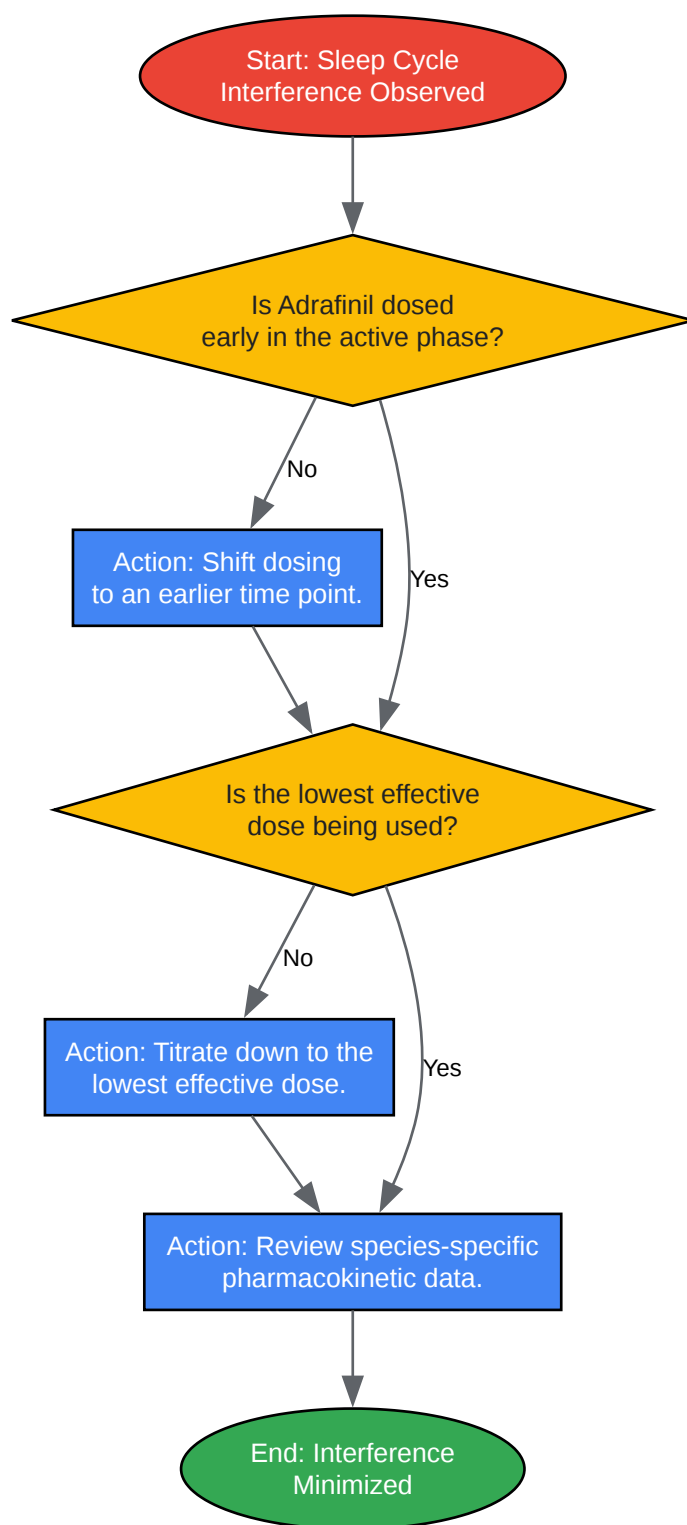 Start: Sleep Cycle
Interference Observed
Is Adrafinil dosed
early in the active phase?
No
Action: Shift dosing
to an earlier time point.
Yes
Is the lowest effective
dose being used?
No
Action: Titrate down to the
lowest effective dose.
Yes
Action: Review species-specific
pharmacokinetic data.
End: Interference
Minimized